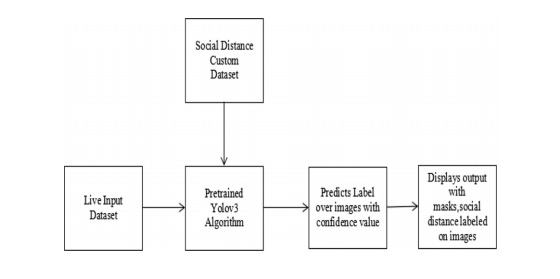 Social Distance
Custom
Dataset
Live Input
Dataset
Pretrained
Yolov3
Algorithm
Predicts Label
over images with
confidence value
Displays output
with
masks,social
distance labeled
on images